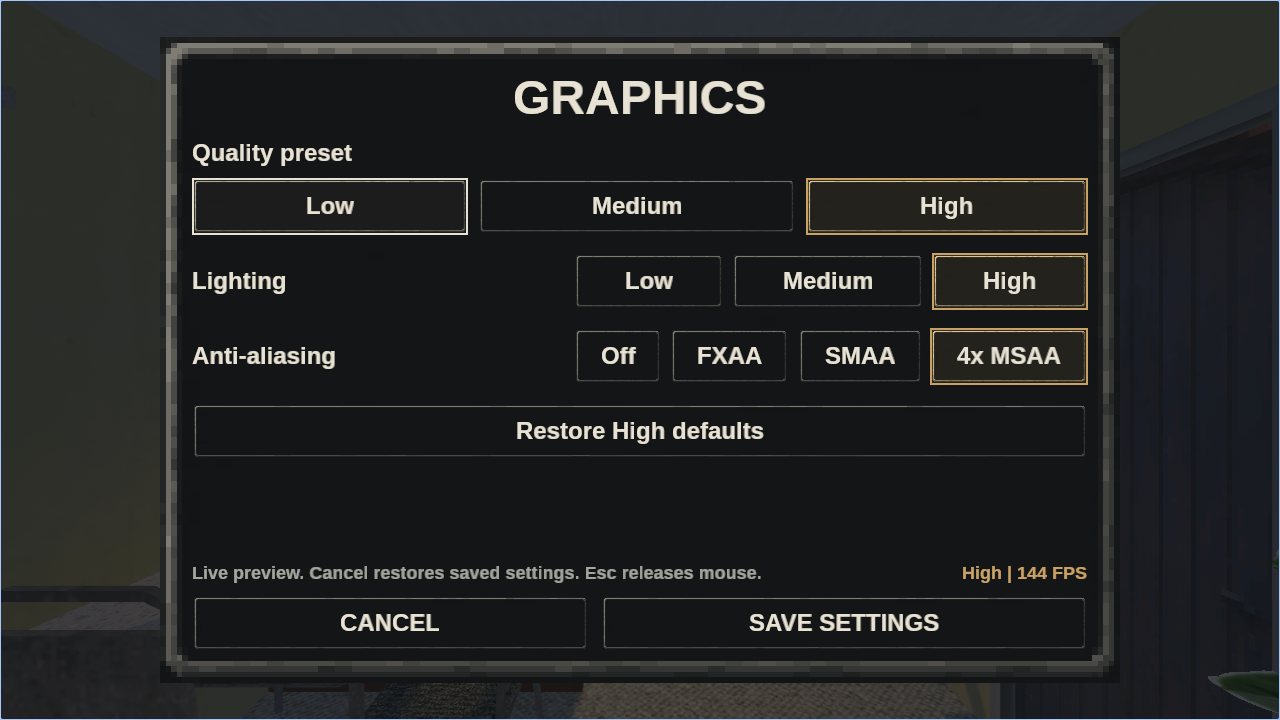 GRAPHICS
Quality preset
Low Medium High
Lighting Low Medium High
Anti-aliasing Off FXAA SMAA 4x MSAA
Restore High defaults
Live preview. Cancel restores saved settings. Esc releases mouse. High | 144 FPS
CANCEL SAVE SETTINGS